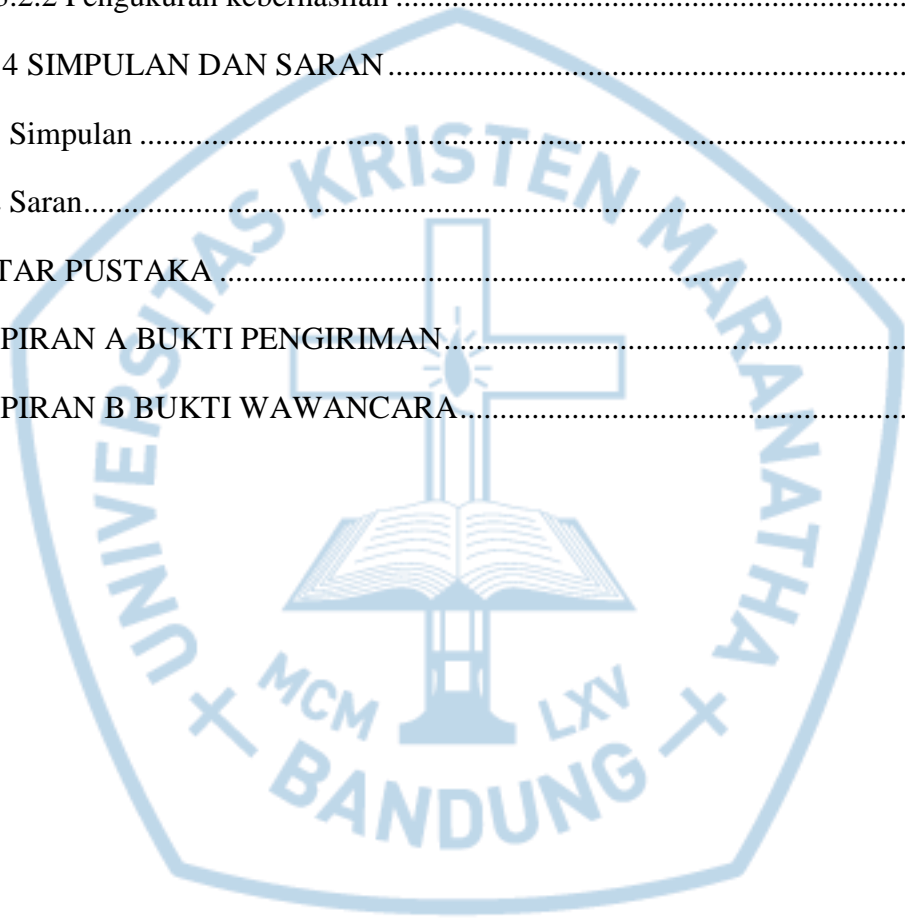 3.2.2 Pengukuran keberhasilan ................................................................
4 SIMPULAN DAN SARAN ................................................................
Simpulan ................................................................
Saran................................................................
TAR PUSTAKA ................................................................
PIRAN A BUKTI PENGIRIMAN................................................................
PIRAN B BUKTI WAWANCARA................................................................
UNIVERSITAS KRISTEN MARANATHA
MCM LXV
BANDUNG